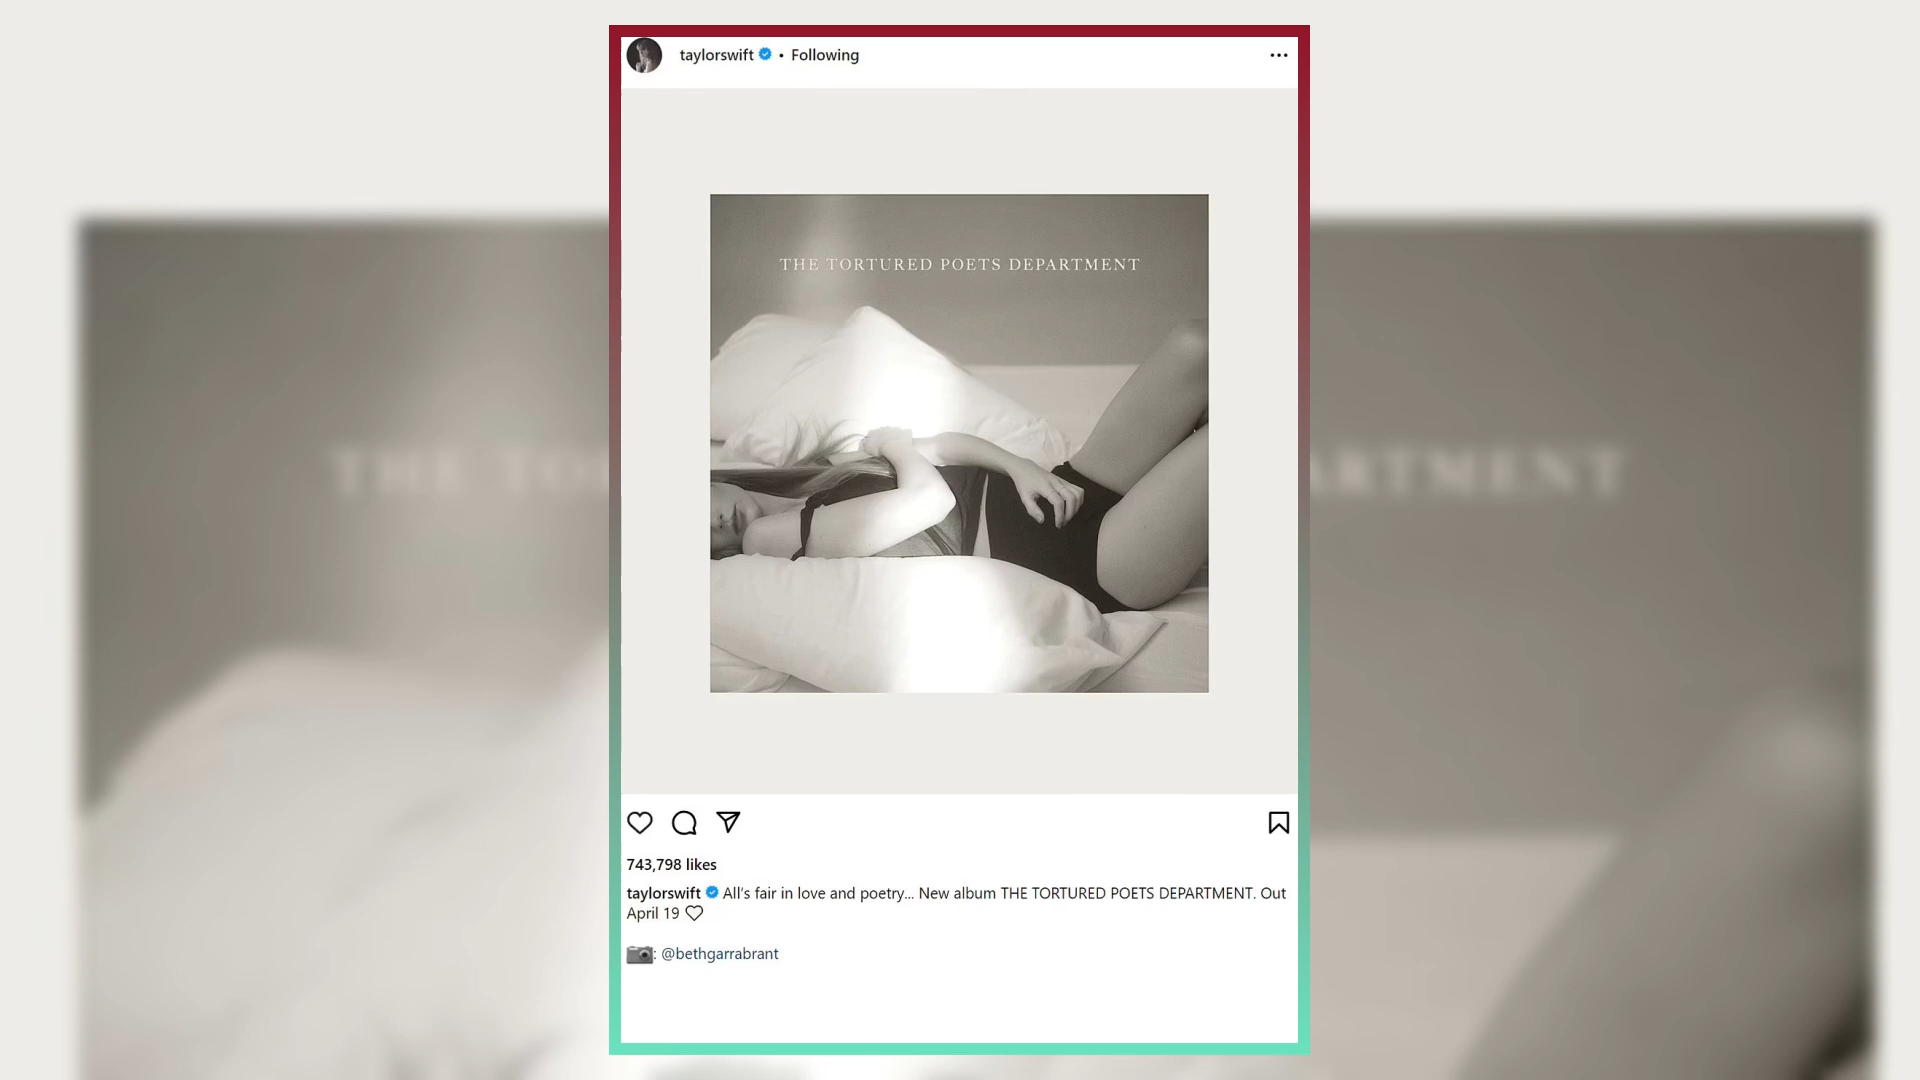 taylorswift • Following
THE TORTURED POETS DEPARTMENT
743,798 likes
taylorswift All's fair in love and poetry... New album THE TORTURED POETS DEPARTMENT. Out
April 19 🤍
📷: @bethgarrabrant